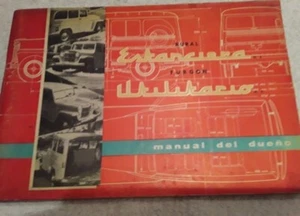 RURAL
Estanciera
FURGON
Utilitario
manual del dueño